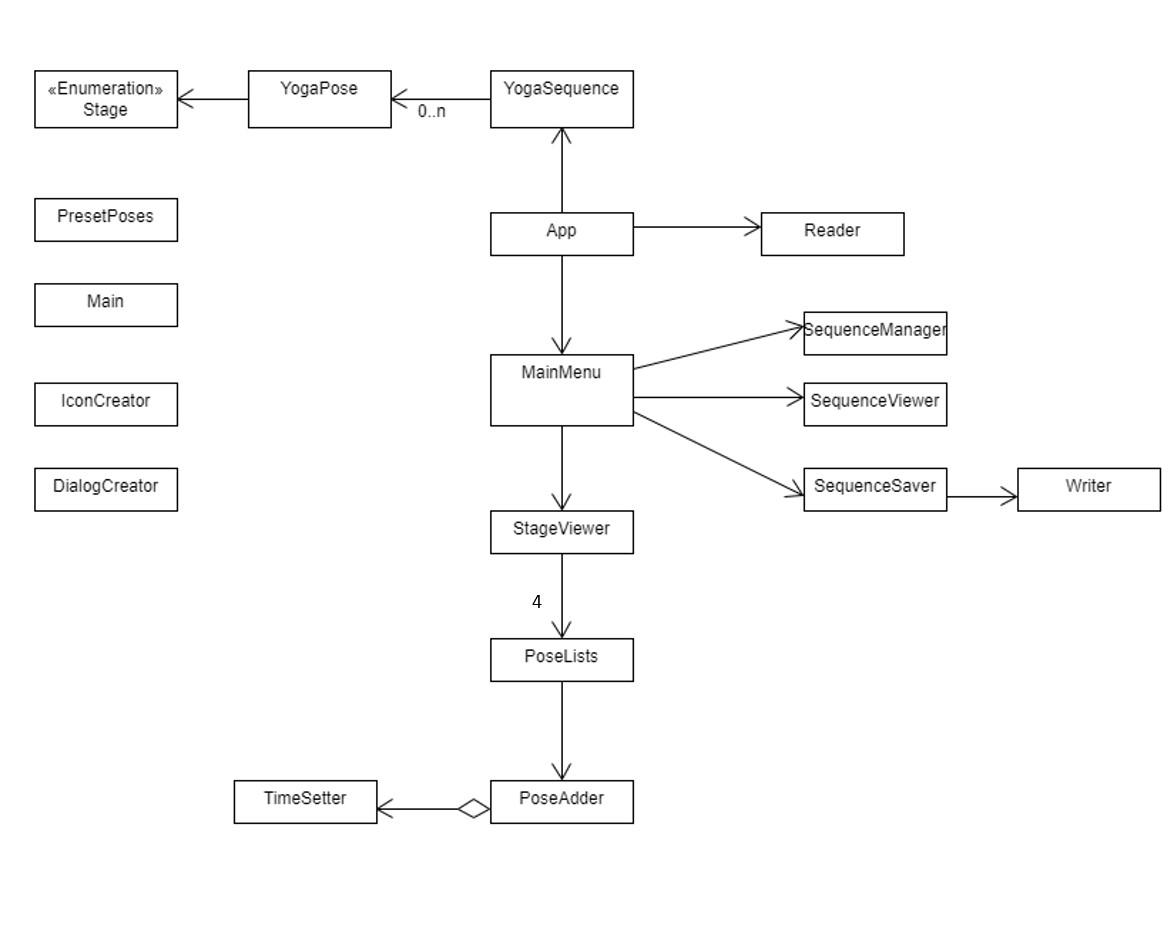 «Enumeration»
Stage
YogaPose
YogaSequence
0..n
PresetPoses
App
Reader
Main
SequenceManager
MainMenu
IconCreator
SequenceViewer
DialogCreator
SequenceSaver
Writer
StageViewer
4
PoseLists
TimeSetter
PoseAdder